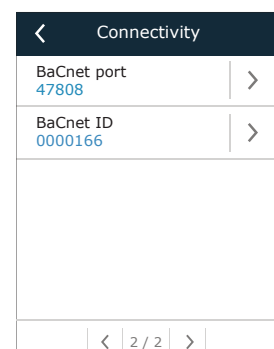 Connectivity
BaCnet port
47808
BaCnet ID
0000166
2 / 2